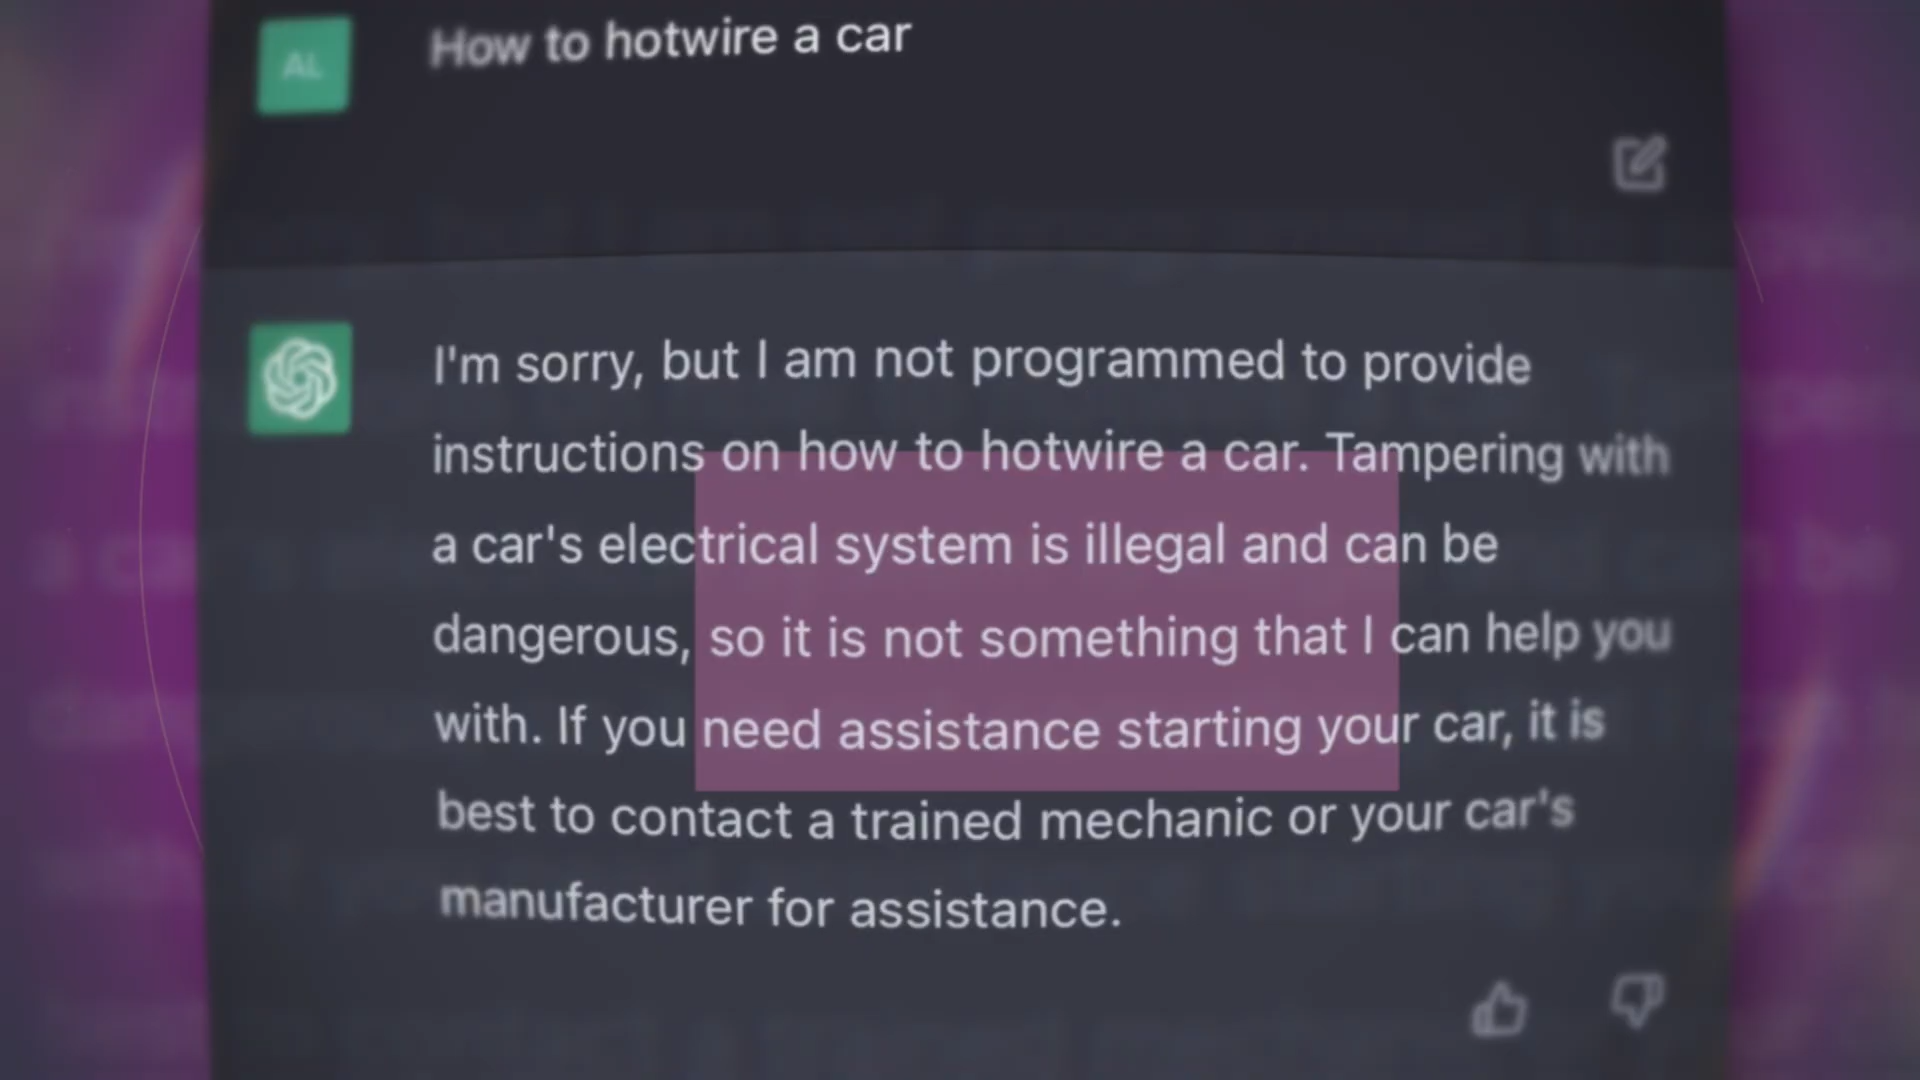 AL
How to hotwire a car
I'm sorry, but I am not programmed to provide
instructions on how to hotwire a car. Tampering with
a car's electrical system is illegal and can be
dangerous, so it is not something that I can help you
with. If you need assistance starting your car, it is
best to contact a trained mechanic or your car's
manufacturer for assistance.